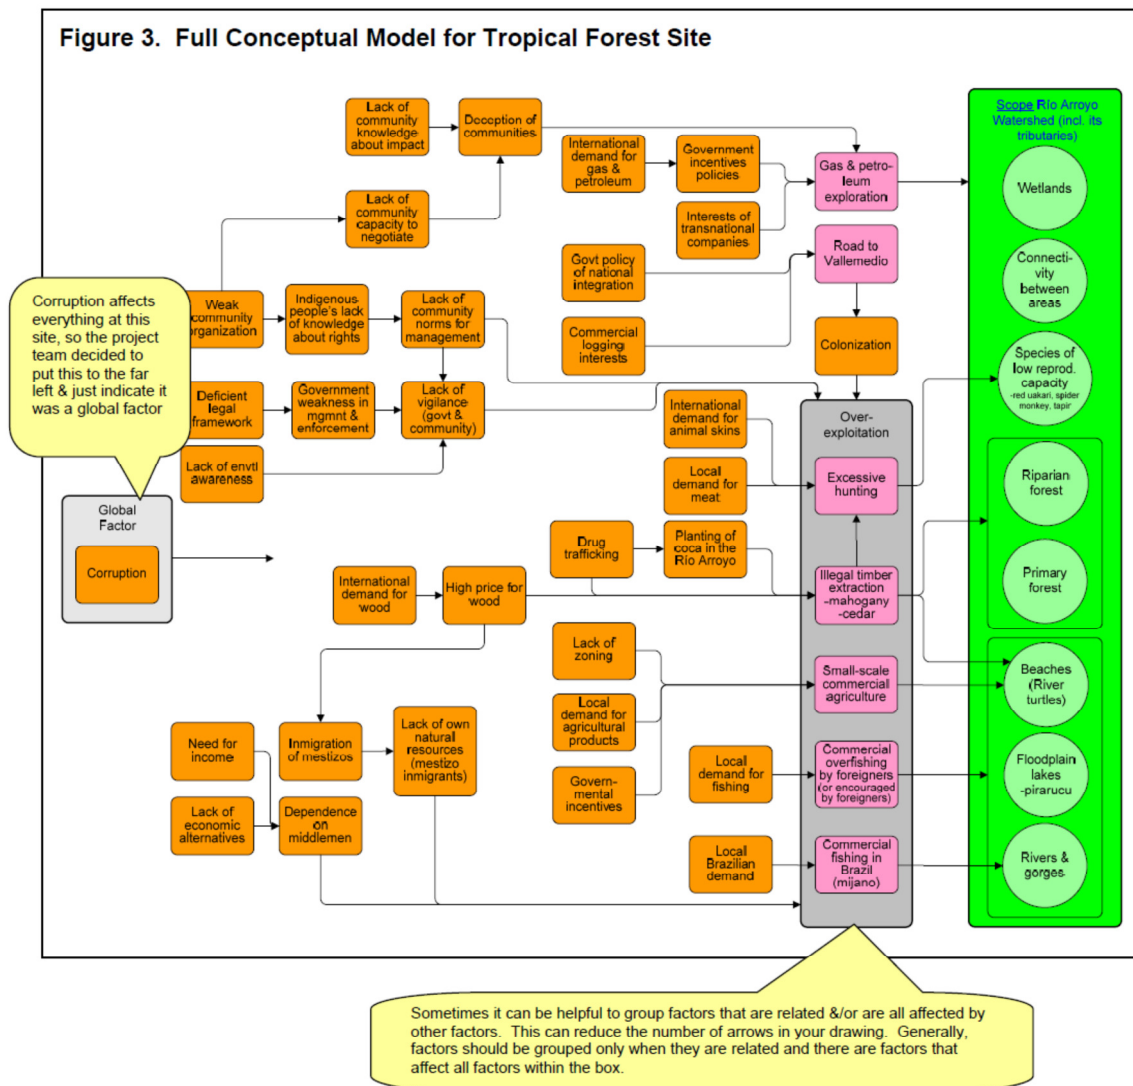 Figure 3.  Full Conceptual Model for Tropical Forest Site
Lack of
community
knowledge
about impact
Deception of
communities
International
demand for
gas &
petroleum
Government
incentives
policies
Gas & petro-
leum
exploration
Scope Río Arroyo
Watershed (incl. its
tributaries)
Wetlands
Lack of
community
capacity to
negotiate
Interests of
transnational
companies
Govt policy
of national
integration
Road to
Vallemedio
Connecti-
vity
between
areas
Corruption affects
everything at this
site, so the project
team decided to
put this to the far
left & just indicate it
was a global factor
Weak
community
organization
Indigenous
people's lack
of knowledge
about rights
Lack of
community
norms for
management
Commercial
logging
interests
Colonization
Species of
low reprod.
capacity
-red uakari, spider
monkey, tapir
Deficient
legal
framework
Government
weakness in
mgmnt &
enforcement
Lack of
vigilance
(govt &
community)
Lack of envtl
awareness
International
demand for
animal skins
Over-
exploitation
Local
demand for
meat
Excessive
hunting
Riparian
forest
Global
Factor
Corruption
Drug
trafficking
Planting of
coca in the
Río Arroyo
International
demand for
wood
High price for
wood
Illegal timber
extraction
-mahogany
-cedar
Primary
forest
Lack of
zoning
Local
demand for
agricultural
products
Govern-
mental
incentives
Small-scale
commercial
agriculture
Beaches
(River
turtles)
Need for
income
Inmigration
of mestizos
Lack of own
natural
resources
(mestizo
inmigrants)
Lack of
economic
alternatives
Dependence
on
middlemen
Local
demand for
fishing
Commercial
overfishing
by foreigners
(or encouraged
by foreigners)
Floodplain
lakes
-pirarucu
Local
Brazilian
demand
Commercial
fishing in
Brazil
(mijano)
Rivers &
gorges
Sometimes it can be helpful to group factors that are related &/or are all affected by
other factors.  This can reduce the number of arrows in your drawing.  Generally,
factors should be grouped only when they are related and there are factors that
affect all factors within the box.